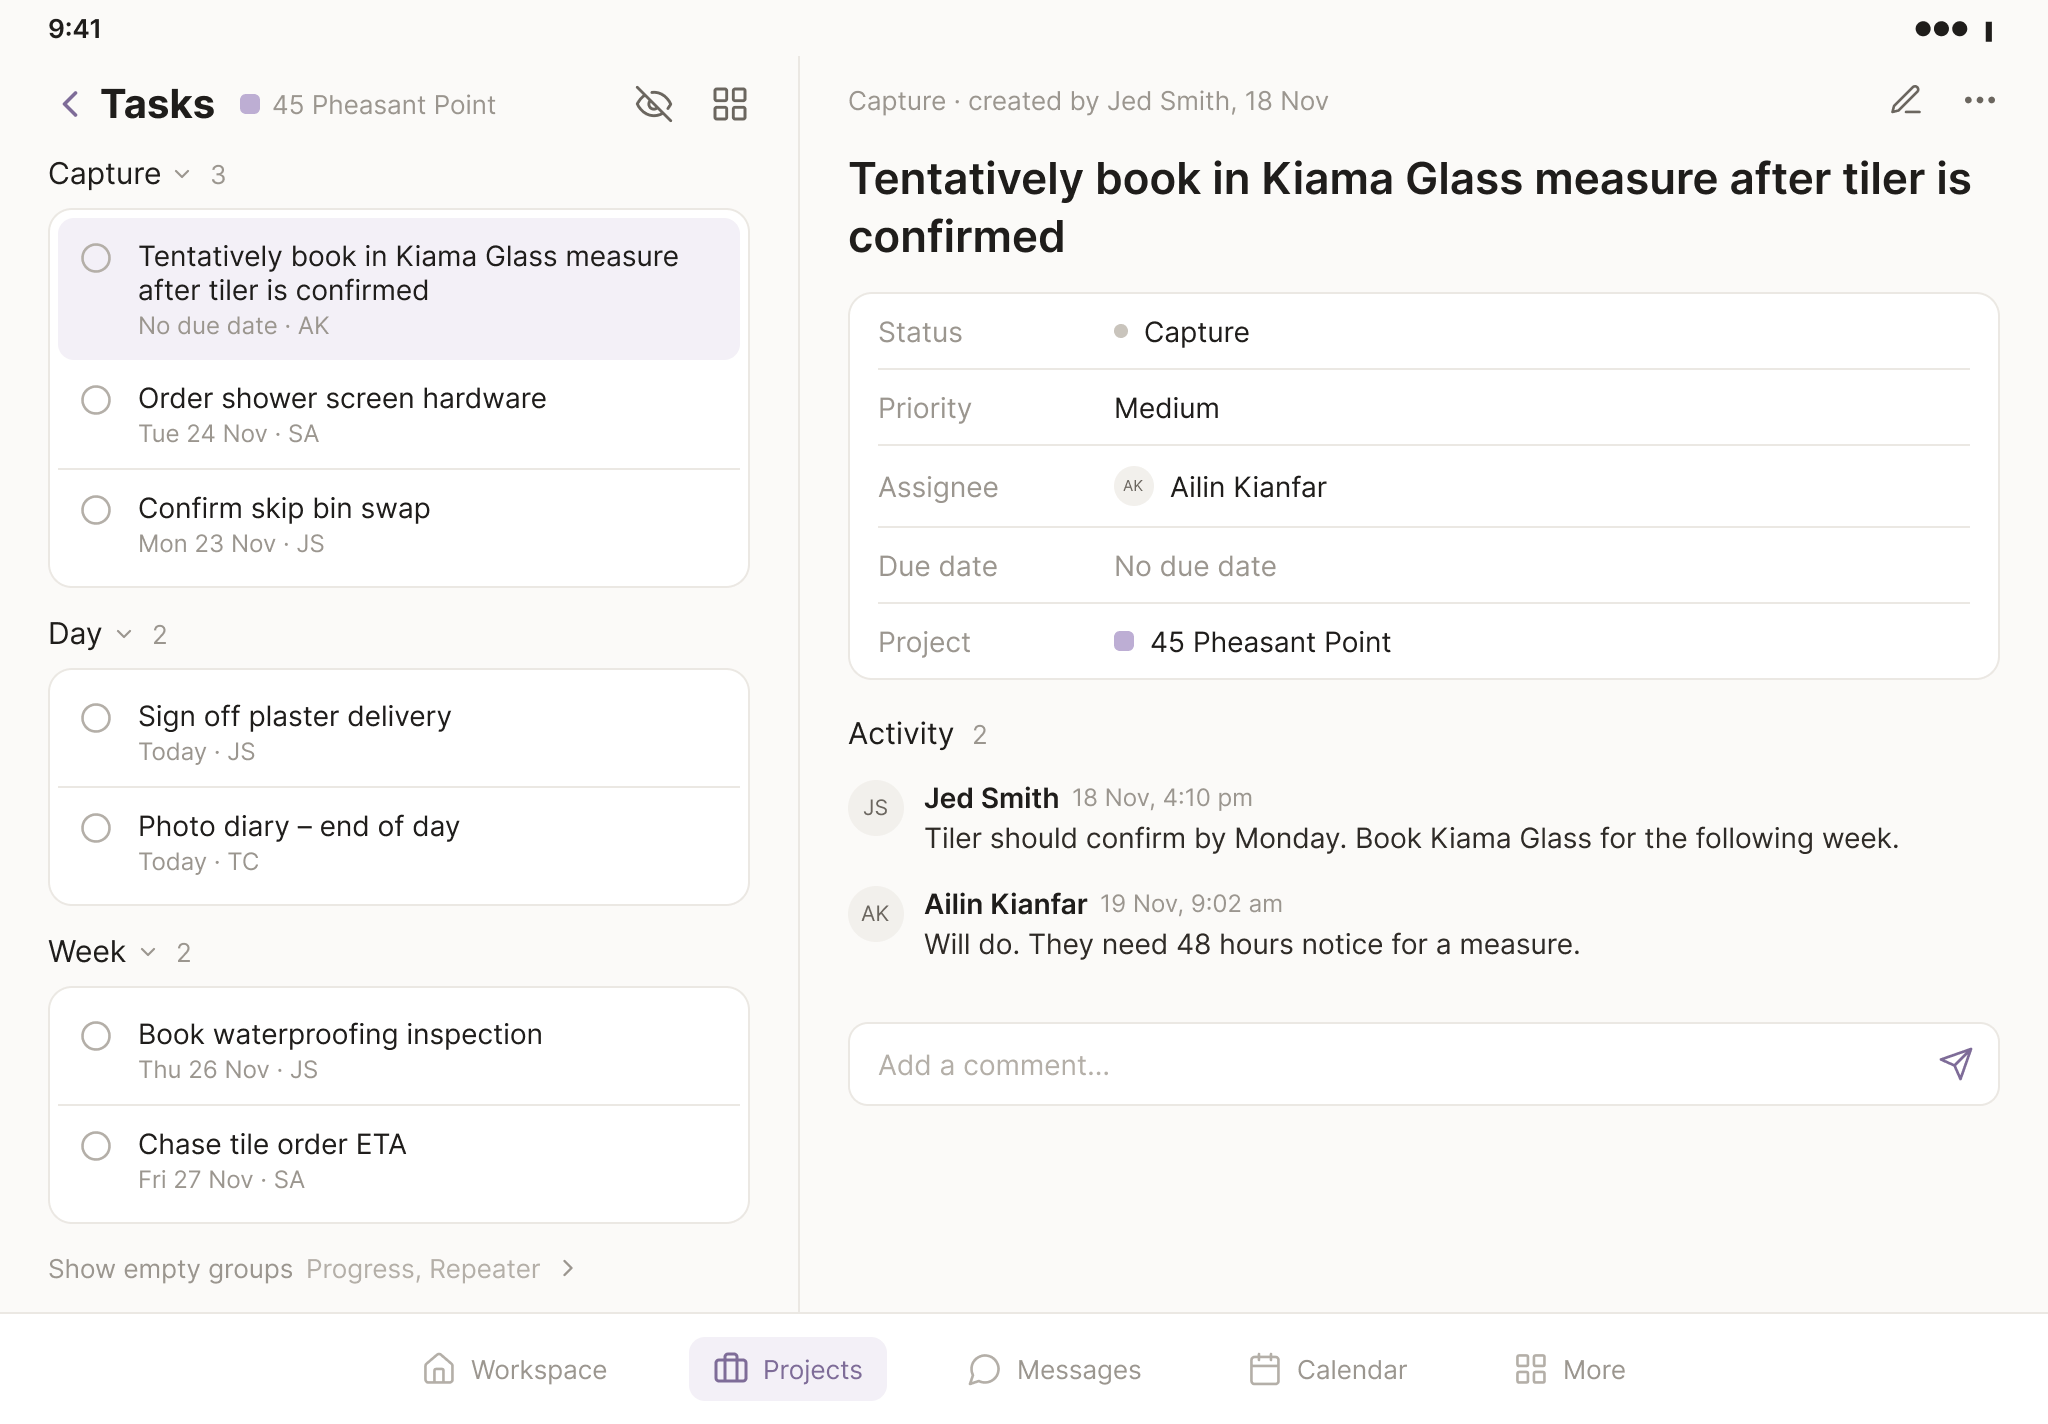 9:41
Tasks
45 Pheasant Point
Capture 3
Tentatively book in Kiama Glass measure
after tiler is confirmed
No due date · AK
Order shower screen hardware
Tue 24 Nov · SA
Confirm skip bin swap
Mon 23 Nov · JS
Day 2
Sign off plaster delivery
Today · JS
Photo diary – end of day
Today · TC
Week 2
Book waterproofing inspection
Thu 26 Nov · JS
Chase tile order ETA
Fri 27 Nov · SA
Show empty groups Progress, Repeater
Capture · created by Jed Smith, 18 Nov
Tentatively book in Kiama Glass measure after tiler is
confirmed
Status Capture
Priority Medium
Assignee AK Ailin Kianfar
Due date No due date
Project 45 Pheasant Point
Activity 2
JS Jed Smith 18 Nov, 4:10 pm
Tiler should confirm by Monday. Book Kiama Glass for the following week.
AK Ailin Kianfar 19 Nov, 9:02 am
Will do. They need 48 hours notice for a measure.
Add a comment...
Workspace Projects Messages Calendar More